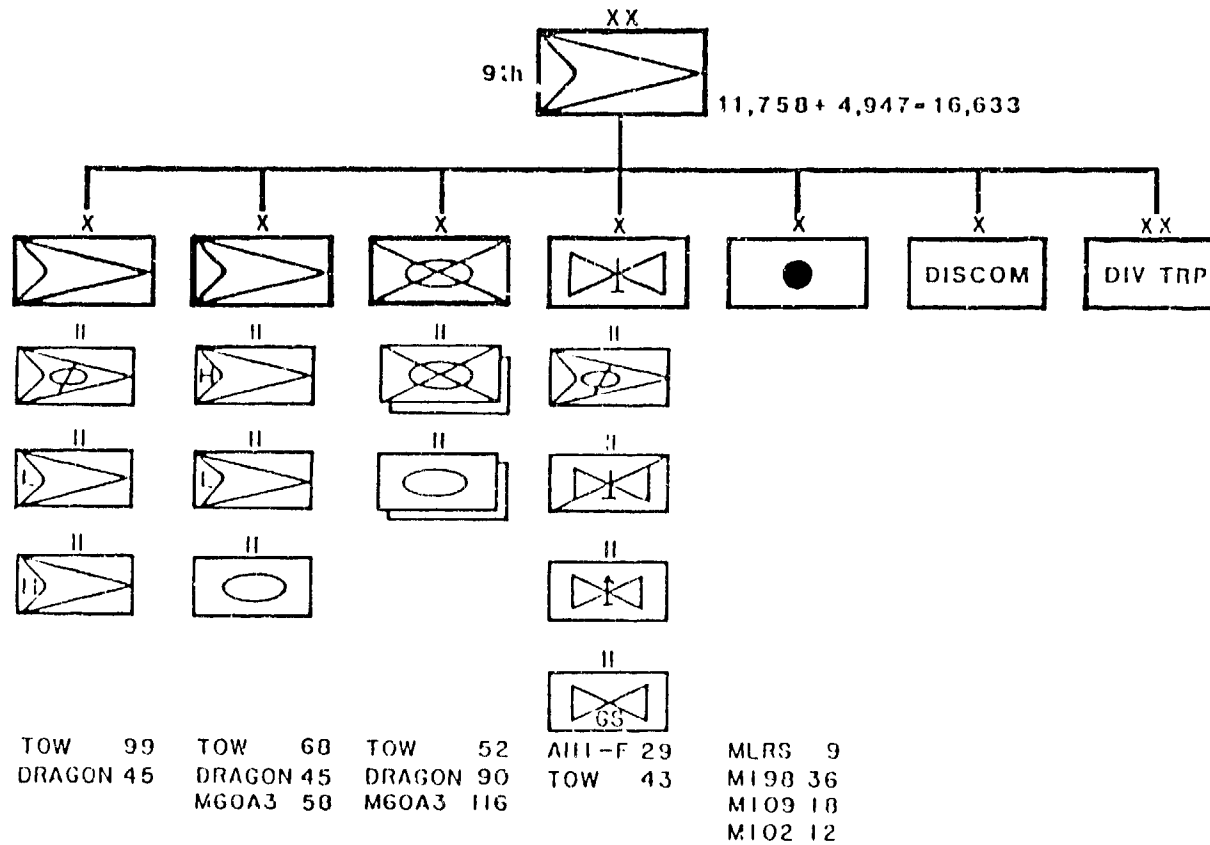 XX
9th
11,758 + 4,947 = 16,633
X X X X X X XX
DISCOM DIV TRP
II II II II
H
II II II II
L L
II II II
H
II
GS
TOW 99
DRAGON 45
TOW 68
DRAGON 45
M60A3 58
TOW 52
DRAGON 90
M60A3 116
AH1-F 29
TOW 43
MLRS 9
M198 36
M109 18
M102 12